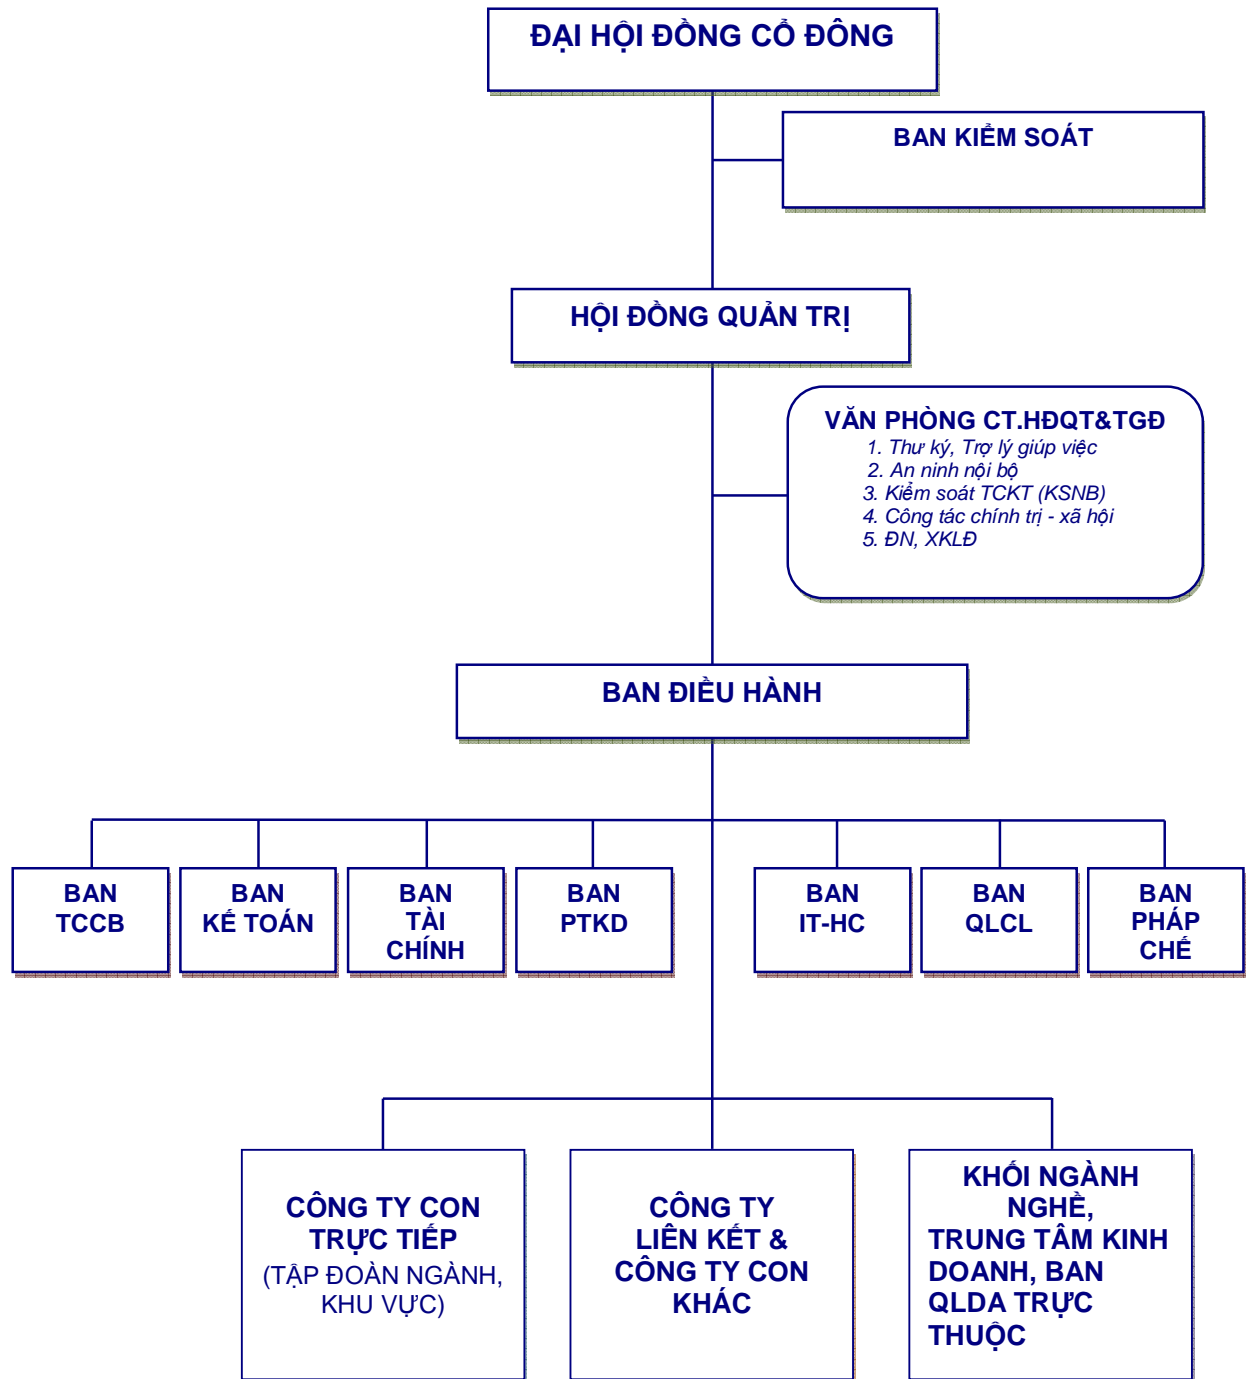 ĐẠI HỘI ĐỒNG CỔ ĐÔNG
BAN KIỂM SOÁT
HỘI ĐỒNG QUẢN TRỊ
VĂN PHÒNG CT.HĐQT&TGĐ
1. Thư ký, Trợ lý giúp việc
2. An ninh nội bộ
3. Kiểm soát TCKT (KSNB)
4. Công tác chính trị - xã hội
5. ĐN, XKLĐ
BAN ĐIỀU HÀNH
BAN
TCCB
BAN
KẾ TOÁN
BAN
TÀI
CHÍNH
BAN
PTKD
BAN
IT-HC
BAN
QLCL
BAN
PHÁP
CHẾ
CÔNG TY CON
TRỰC TIẾP
(TẬP ĐOÀN NGÀNH,
KHU VỰC)
CÔNG TY
LIÊN KẾT &
CÔNG TY CON
KHÁC
KHỐI NGÀNH
NGHỀ,
TRUNG TÂM KINH
DOANH, BAN
QLDA TRỰC
THUỘC